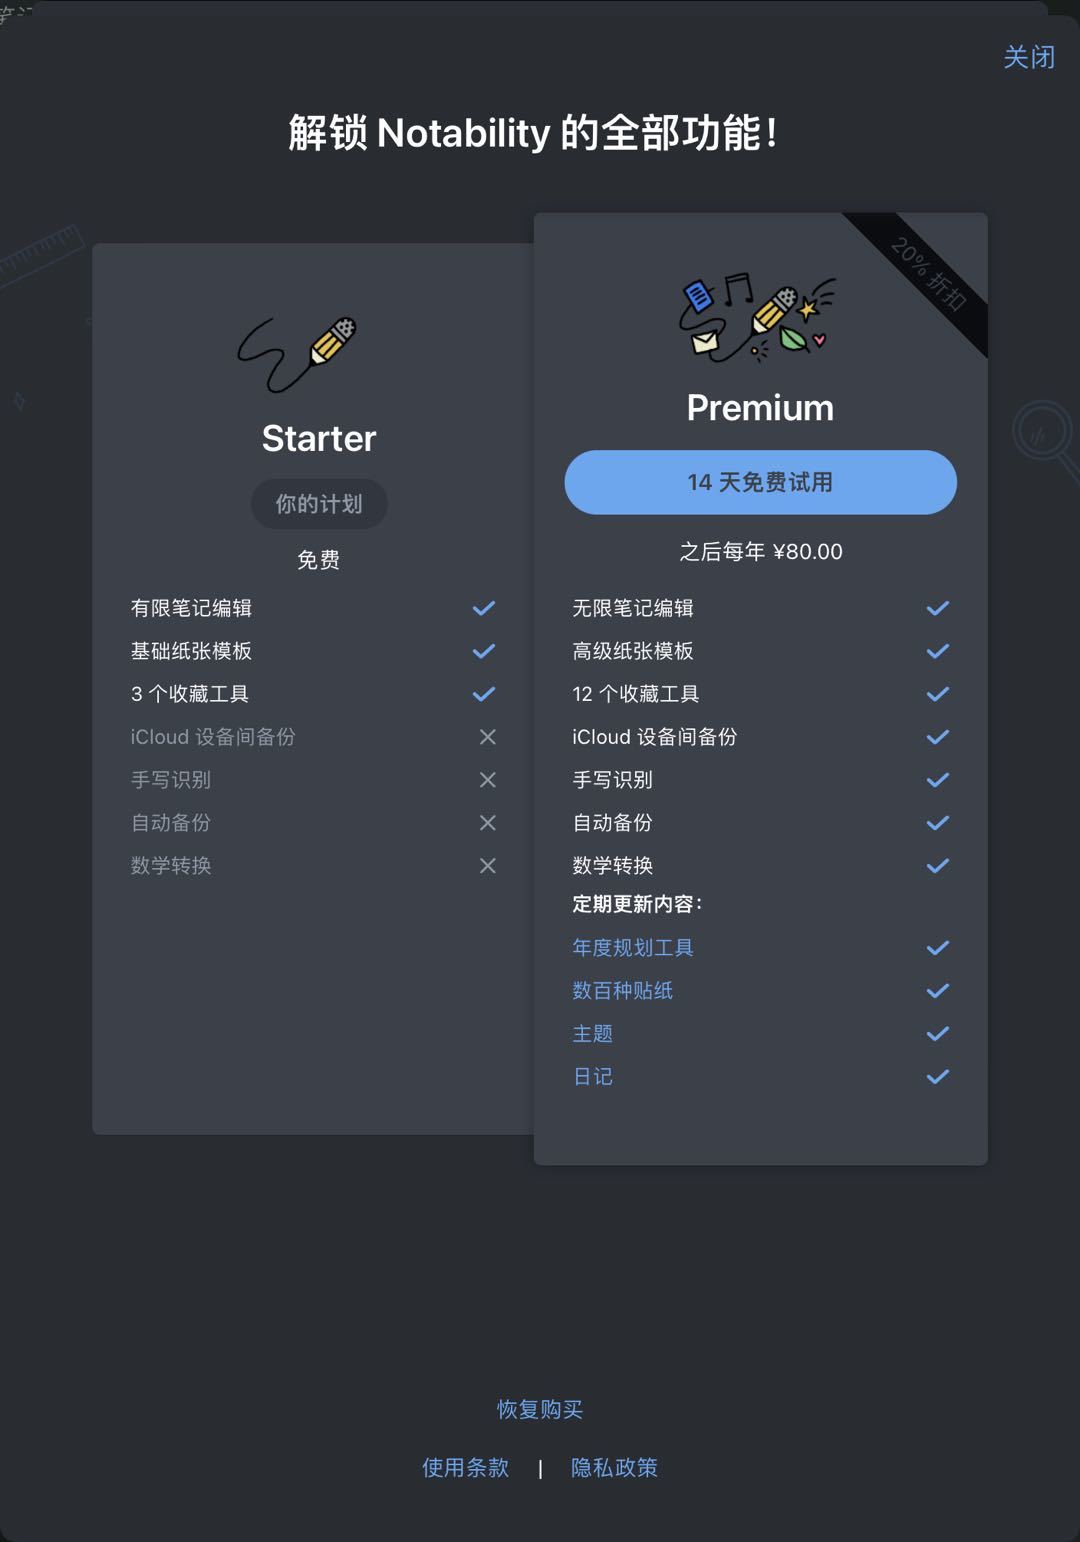 关闭
解锁 Notability 的全部功能！
Starter
你的计划
免费
有限笔记编辑
基础纸张模板
3 个收藏工具
iCloud 设备间备份
手写识别
自动备份
数学转换
20% 折扣
Premium
14 天免费试用
之后每年 ¥80.00
无限笔记编辑
高级纸张模板
12 个收藏工具
iCloud 设备间备份
手写识别
自动备份
数学转换
定期更新内容：
年度规划工具
数百种贴纸
主题
日记
恢复购买
使用条款 | 隐私政策